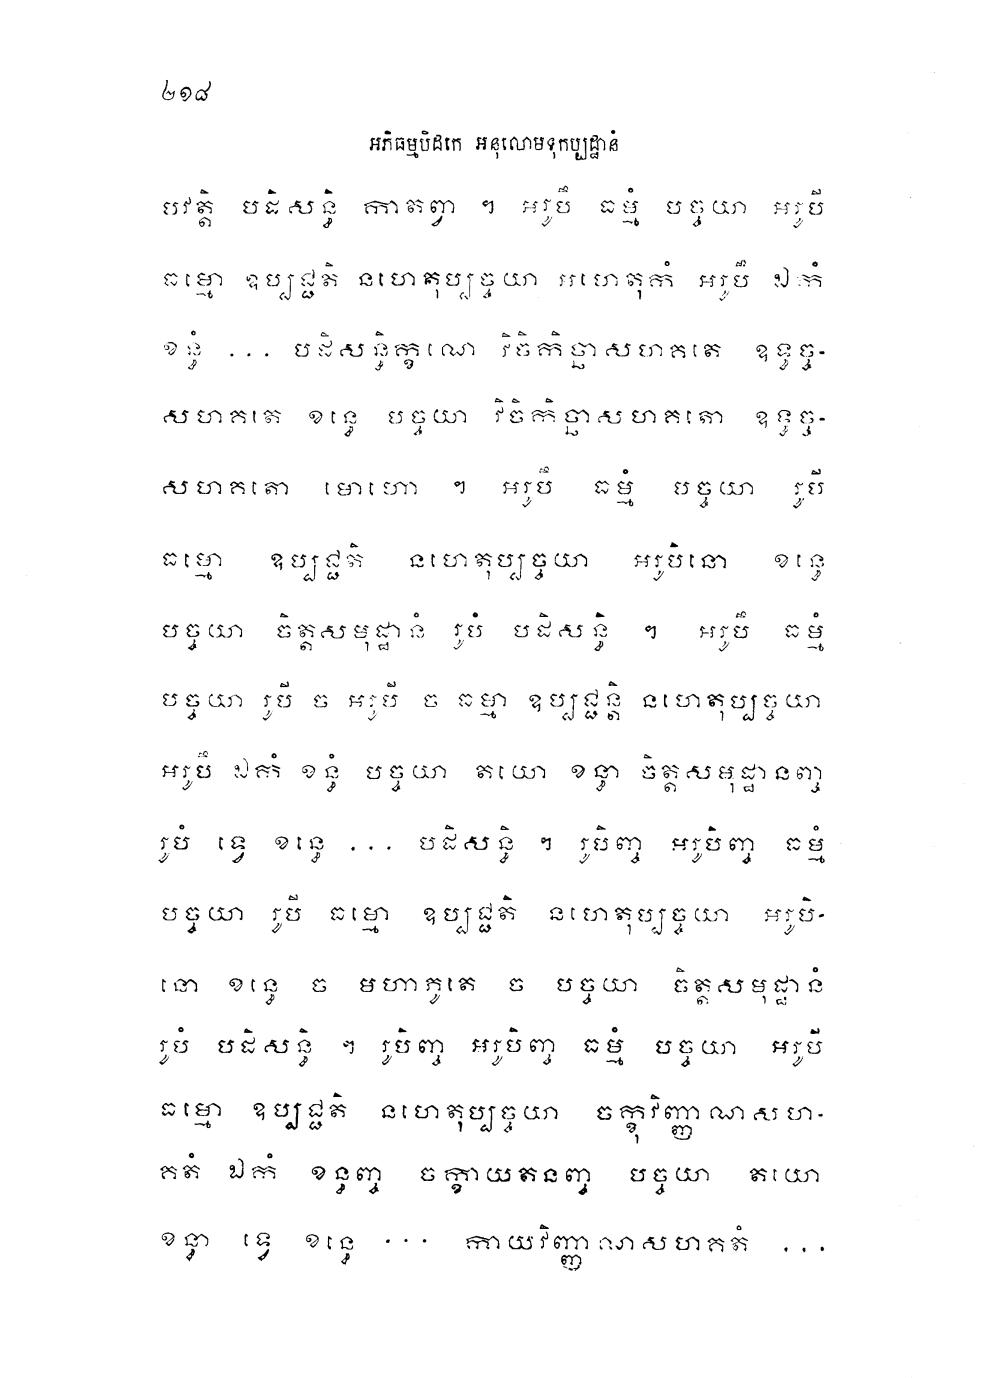 ២១៨
អភិធម្មបិដកេ អនុលោមទុកប្បដ្ឋានំ
បវត្តិ បដិសន្ធិ កាតព្វា ។ អរូបឹ ធម្មំ បច្ចយា អរូបី
ធម្មោ ឧប្បជ្ជតិ នហេតុប្បច្ចយា អហេតុកំ អរូបឹ ឯកំ
ខន្ធំ ... បដិសន្ធិក្ខណេ វិចិកិច្ឆាសហគតេ ឧទ្ធច្ច-
សហគតេ ខន្ធេ បច្ចយា វិចិកិច្ឆាសហគតោ ឧទ្ធច្ច-
សហគតោ មោហោ ។ អរូបឹ ធម្មំ បច្ចយា រូបី
ធម្មោ ឧប្បជ្ជតិ នហេតុប្បច្ចយា អរូបិនោ ខន្ធេ
បច្ចយា ចិត្តសមុដ្ឋានំ រូបំ បដិសន្ធិ ។ អរូបឹ ធម្មំ
បច្ចយា រូបី ច អរូបី ច ធម្មា ឧប្បជ្ជន្តិ នហេតុប្បច្ចយា
អរូបឹ ឯកំ ខន្ធំ បច្ចយា តយោ ខន្ធា ចិត្តសមុដ្ឋានញ្ច
រូបំ ទ្វេ ខន្ធេ ... បដិសន្ធិ ។ រូបិញ្ច អរូបិញ្ច ធម្មំ
បច្ចយា រូបី ធម្មោ ឧប្បជ្ជតិ នហេតុប្បច្ចយា អរូបិ-
នោ ខន្ធេ ច មហាភូតេ ច បច្ចយា ចិត្តសមុដ្ឋានំ
រូបំ បដិសន្ធិ ។ រូបិញ្ច អរូបិញ្ច ធម្មំ បច្ចយា អរូបី
ធម្មោ ឧប្បជ្ជតិ នហេតុប្បច្ចយា ចក្ខុវិញ្ញាណសហ-
គតំ ឯកំ ខន្ធញ្ច ចក្ខាយតនញ្ច បច្ចយា តយោ
ខន្ធា ទ្វេ ខន្ធេ ... កាយវិញ្ញាណសហគតំ ...